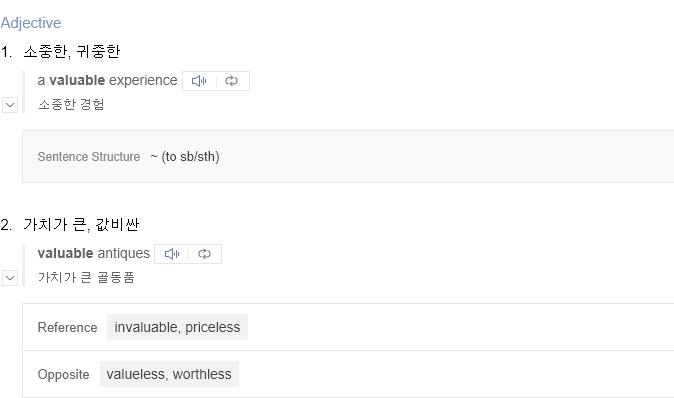 Adjective
1. 소중한, 귀중한
a valuable experience
소중한 경험
Sentence Structure ~ (to sb/sth)
2. 가치가 큰, 값비싼
valuable antiques
가치가 큰 골동품
Reference invaluable, priceless
Opposite valueless, worthless